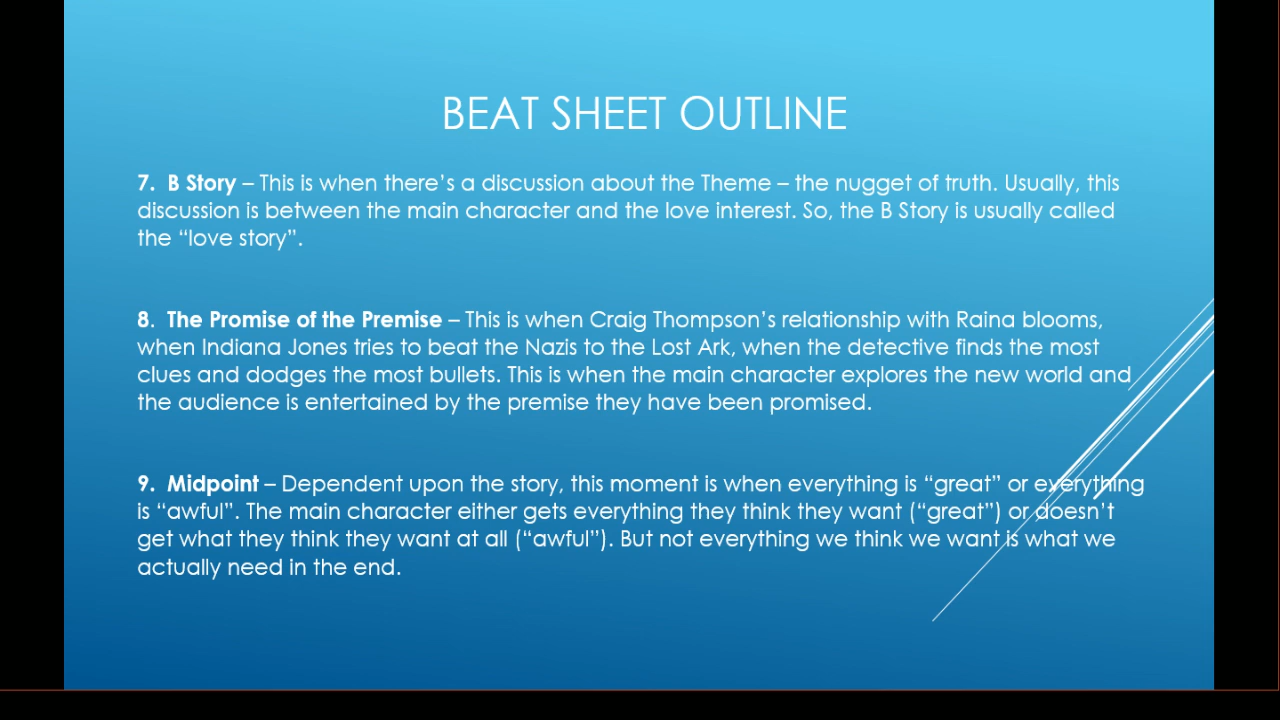 BEAT SHEET OUTLINE
7. B Story – This is when there's a discussion about the Theme – the nugget of truth. Usually, this
discussion is between the main character and the love interest. So, the B Story is usually called
the “love story”.
8. The Promise of the Premise – This is when Craig Thompson's relationship with Raina blooms,
when Indiana Jones tries to beat the Nazis to the Lost Ark, when the detective finds the most
clues and dodges the most bullets. This is when the main character explores the new world and
the audience is entertained by the premise they have been promised.
9. Midpoint – Dependent upon the story, this moment is when everything is “great” or everything
is “awful”. The main character either gets everything they think they want (“great”) or doesn't
get what they think they want at all (“awful”). But not everything we think we want is what we
actually need in the end.